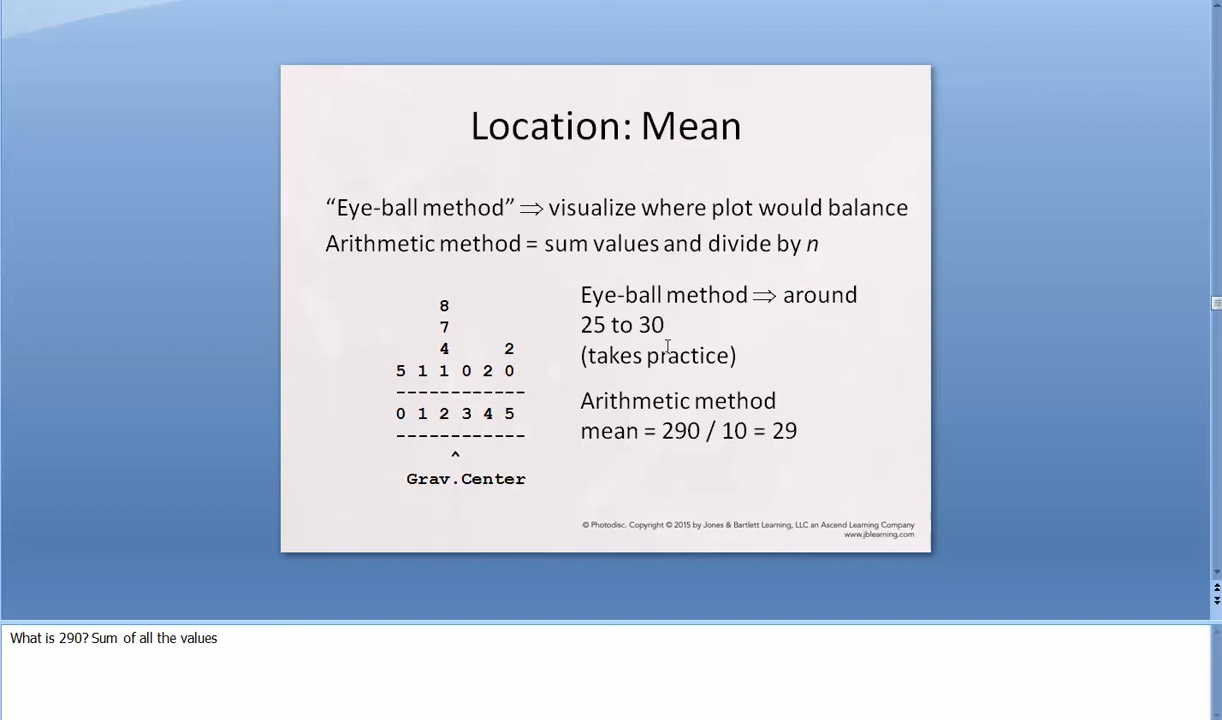 Location: Mean
“Eye-ball method” ⇒ visualize where plot would balance
Arithmetic method = sum values and divide by n
8
7
4 2
5 1 1 0 2 0
------------
0 1 2 3 4 5
------------
^
Grav.Center
Eye-ball method ⇒ around
25 to 30
(takes practice)
Arithmetic method
mean = 290 / 10 = 29
© Photodisc. Copyright © 2015 by Jones & Bartlett Learning, LLC an Ascend Learning Company
www.jblearning.com
What is 290? Sum of all the values